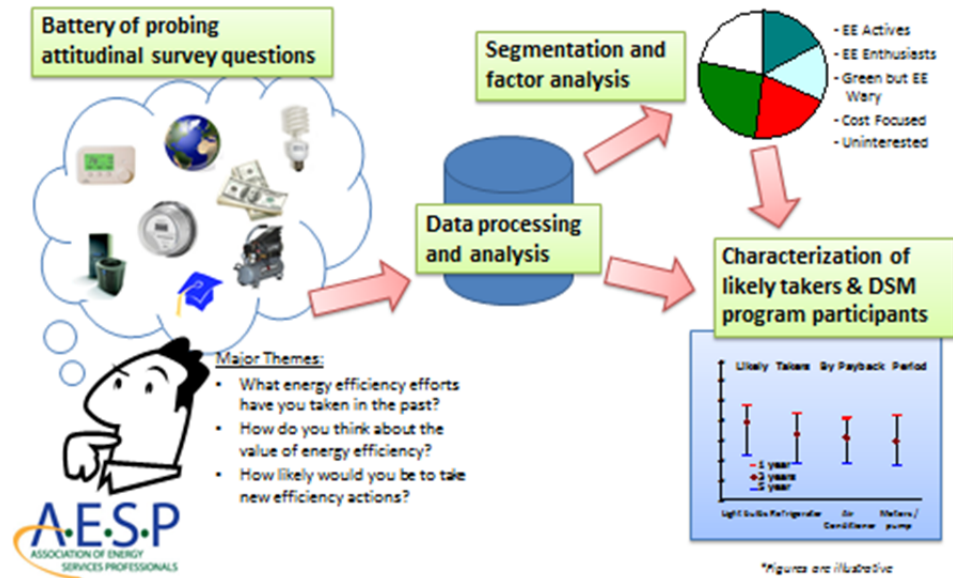 Battery of probing
attitudinal survey questions
Segmentation and
factor analysis
- EE Actives
- EE Enthusiasts
- Green but EE
Wary
- Cost Focused
- Uninterested
Data processing
and analysis
Characterization of
likely takers & DSM
program participants
Major Themes:
• What energy efficiency efforts
have you taken in the past?
• How do you think about the
value of energy efficiency?
• How likely would you be to take
new efficiency actions?
Likely Takers By Payback Period
1 year
3 years
5 year
Light bulbs Refrigerator Air
Conditioner
Motors /
pump
A·E·S·P
ASSOCIATION OF ENERGY
SERVICES PROFESSIONALS
*Figures are illustrative